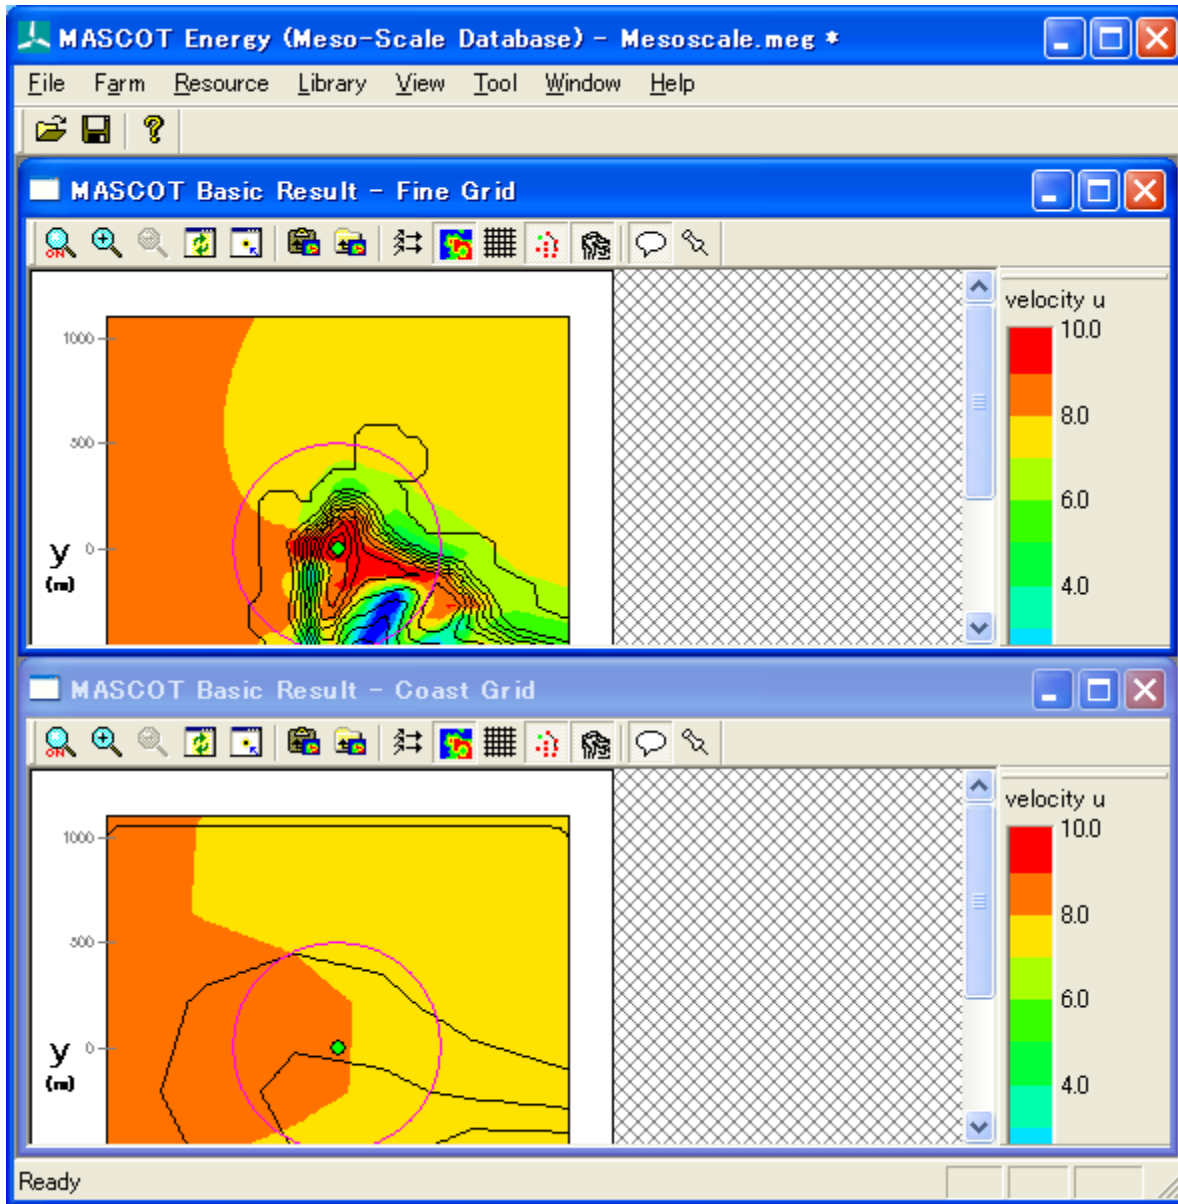 MASCOT Energy (Meso-Scale Database) - Mesoscale.meg *
File Farm Resource Library View Tool Window Help
MASCOT Basic Result - Fine Grid
ON
velocity u
10.0
8.0
6.0
4.0
1000
500
y 0
(m)
MASCOT Basic Result - Coast Grid
ON
velocity u
10.0
8.0
6.0
4.0
1000
500
y 0
(m)
Ready